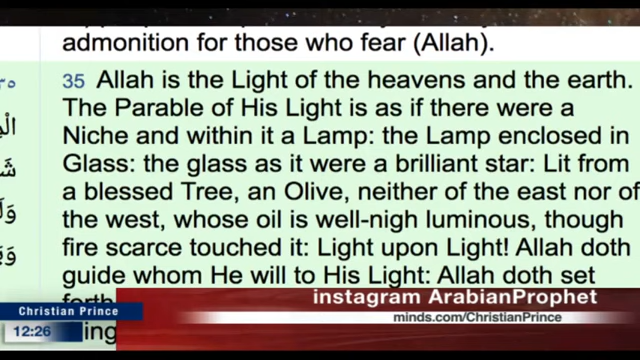 admonition for those who fear (Allah).
35 Allah is the Light of the heavens and the earth.
The Parable of His Light is as if there were a
Niche and within it a Lamp: the Lamp enclosed in
Glass: the glass as it were a brilliant star: Lit from
a blessed Tree, an Olive, neither of the east nor of
the west, whose oil is well-nigh luminous, though
fire scarce touched it: Light upon Light! Allah doth
guide whom He will to His Light: Allah doth set
instagram ArabianProphet
Christian Prince
minds.com/ChristianPrince
12:26